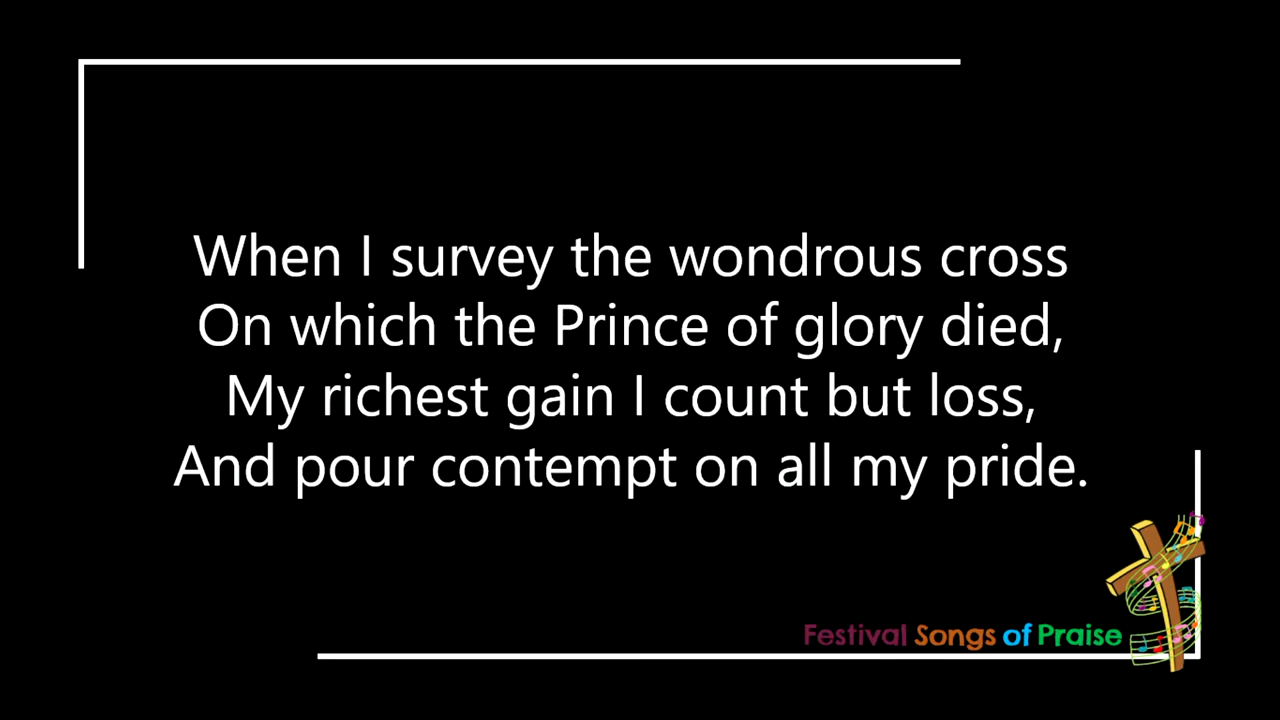 When I survey the wondrous cross
On which the Prince of glory died,
My richest gain I count but loss,
And pour contempt on all my pride.
Festival Songs of Praise